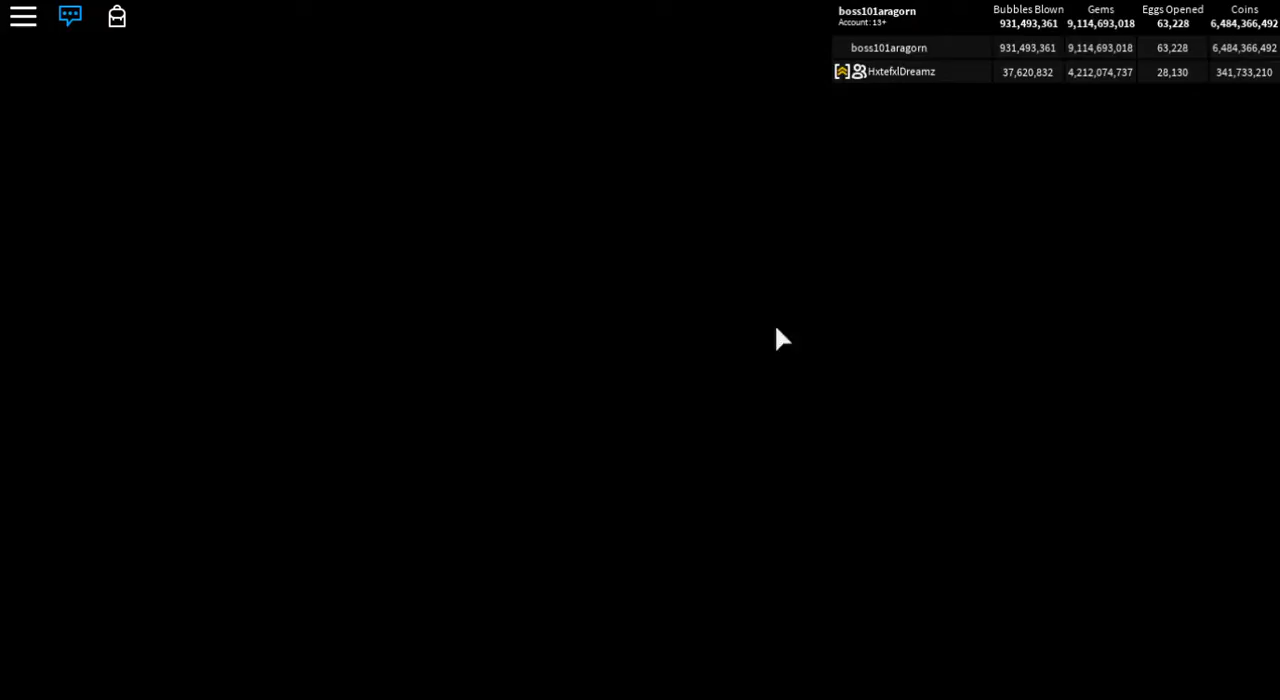 boss101aragorn Bubbles Blown Gems Eggs Opened Coins
Account: 13+ 931,493,361 9,114,693,018 63,228 6,484,366,492
boss101aragorn 931,493,361 9,114,693,018 63,228 6,484,366,492
HxtefxlDreamz 37,620,832 4,212,074,737 28,130 341,733,210